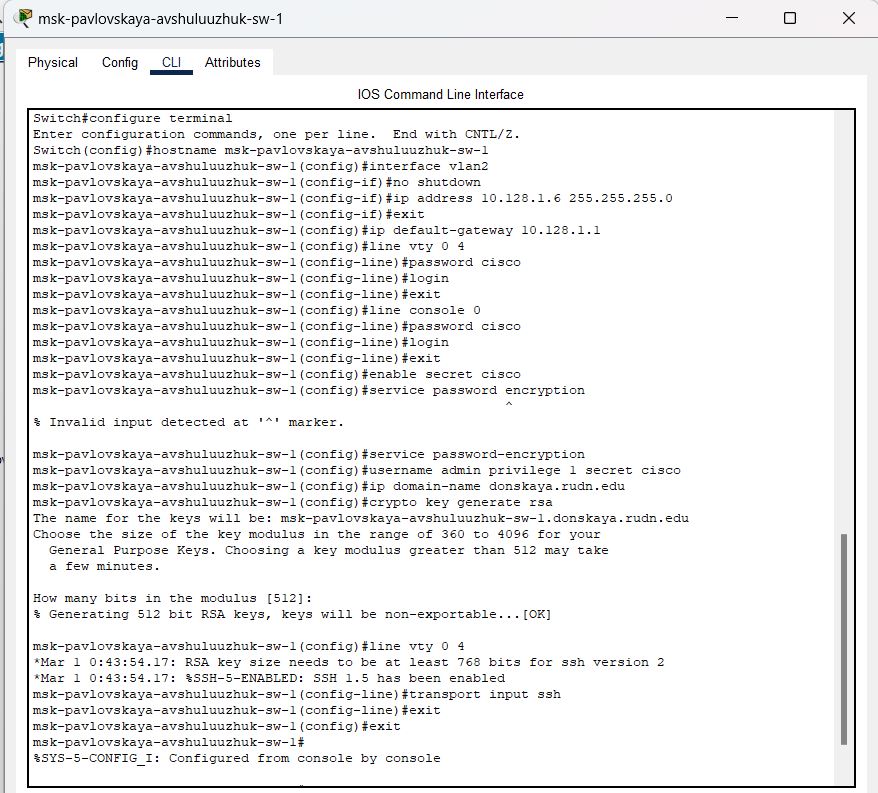 msk-pavlovskaya-avshuluuzhuk-sw-1
Physical Config CLI Attributes
IOS Command Line Interface
Switch#configure terminal
Enter configuration commands, one per line.  End with CNTL/Z.
Switch(config)#hostname msk-pavlovskaya-avshuluuzhuk-sw-1
msk-pavlovskaya-avshuluuzhuk-sw-1(config)#interface vlan2
msk-pavlovskaya-avshuluuzhuk-sw-1(config-if)#no shutdown
msk-pavlovskaya-avshuluuzhuk-sw-1(config-if)#ip address 10.128.1.6 255.255.255.0
msk-pavlovskaya-avshuluuzhuk-sw-1(config-if)#exit
msk-pavlovskaya-avshuluuzhuk-sw-1(config)#ip default-gateway 10.128.1.1
msk-pavlovskaya-avshuluuzhuk-sw-1(config)#line vty 0 4
msk-pavlovskaya-avshuluuzhuk-sw-1(config-line)#password cisco
msk-pavlovskaya-avshuluuzhuk-sw-1(config-line)#login
msk-pavlovskaya-avshuluuzhuk-sw-1(config-line)#exit
msk-pavlovskaya-avshuluuzhuk-sw-1(config)#line console 0
msk-pavlovskaya-avshuluuzhuk-sw-1(config-line)#password cisco
msk-pavlovskaya-avshuluuzhuk-sw-1(config-line)#login
msk-pavlovskaya-avshuluuzhuk-sw-1(config-line)#exit
msk-pavlovskaya-avshuluuzhuk-sw-1(config)#enable secret cisco
msk-pavlovskaya-avshuluuzhuk-sw-1(config)#service password encryption
^
% Invalid input detected at '^' marker.
msk-pavlovskaya-avshuluuzhuk-sw-1(config)#service password-encryption
msk-pavlovskaya-avshuluuzhuk-sw-1(config)#username admin privilege 1 secret cisco
msk-pavlovskaya-avshuluuzhuk-sw-1(config)#ip domain-name donskaya.rudn.edu
msk-pavlovskaya-avshuluuzhuk-sw-1(config)#crypto key generate rsa
The name for the keys will be: msk-pavlovskaya-avshuluuzhuk-sw-1.donskaya.rudn.edu
Choose the size of the key modulus in the range of 360 to 4096 for your
General Purpose Keys. Choosing a key modulus greater than 512 may take
a few minutes.
How many bits in the modulus [512]:
% Generating 512 bit RSA keys, keys will be non-exportable...[OK]
msk-pavlovskaya-avshuluuzhuk-sw-1(config)#line vty 0 4
*Mar 1 0:43:54.17: RSA key size needs to be at least 768 bits for ssh version 2
*Mar 1 0:43:54.17: %SSH-5-ENABLED: SSH 1.5 has been enabled
msk-pavlovskaya-avshuluuzhuk-sw-1(config-line)#transport input ssh
msk-pavlovskaya-avshuluuzhuk-sw-1(config-line)#exit
msk-pavlovskaya-avshuluuzhuk-sw-1(config)#exit
msk-pavlovskaya-avshuluuzhuk-sw-1#
%SYS-5-CONFIG_I: Configured from console by console